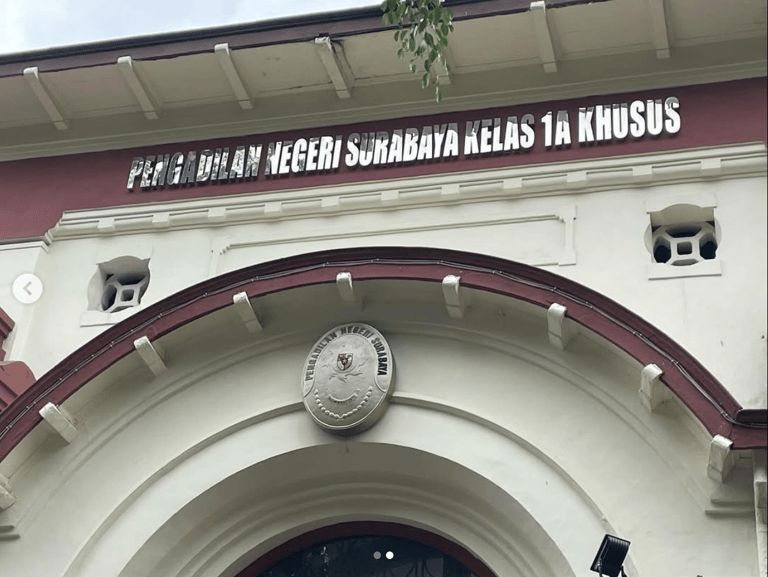 PENGADILAN NEGERI SURABAYA KELAS 1A KHUSUS
PENGADILAN NEGERI SURABAYA